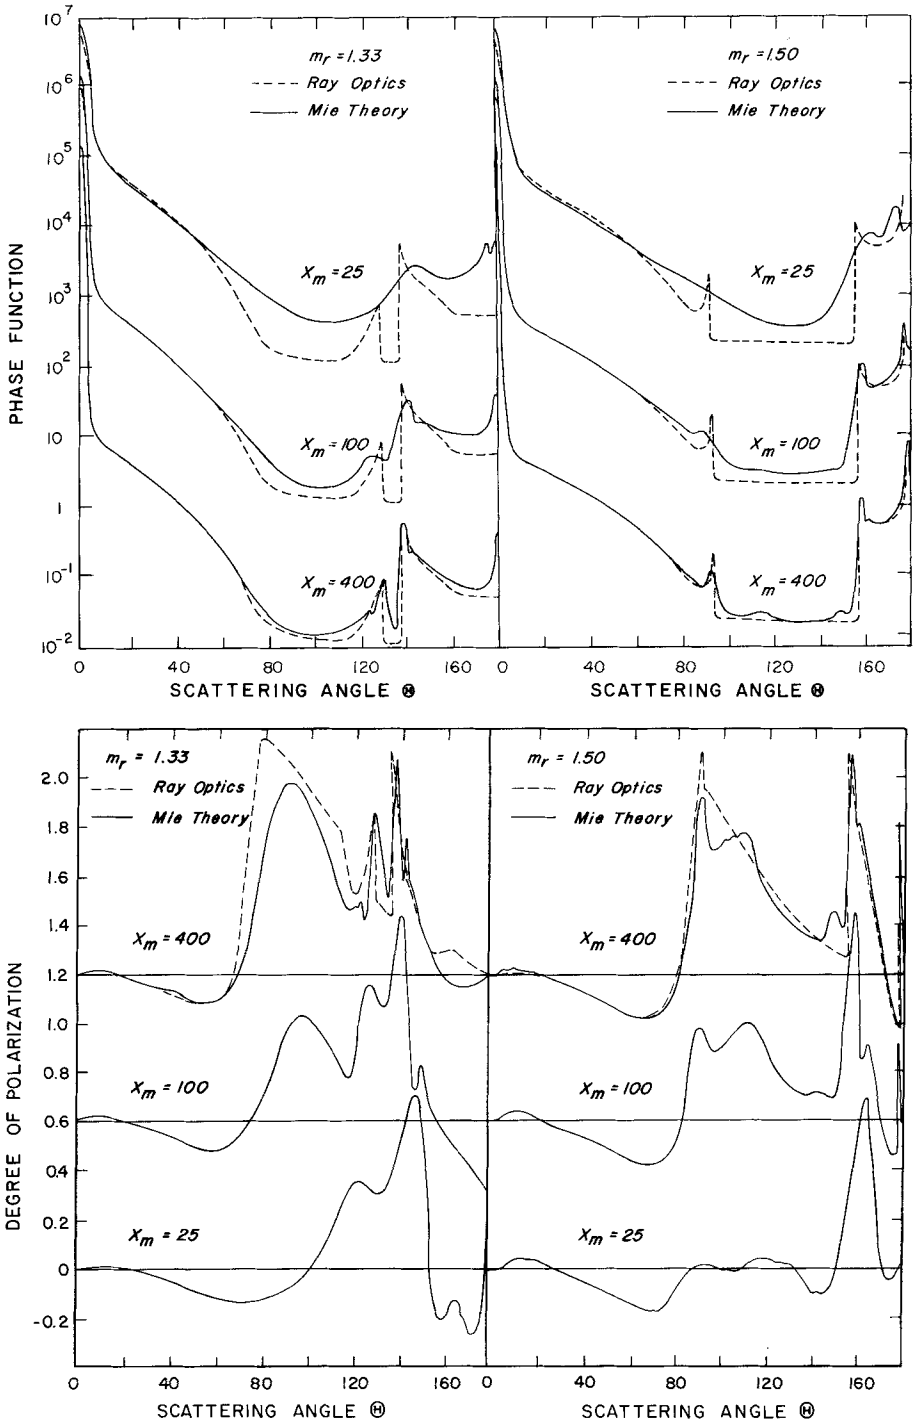 10^7
10^6
10^5
10^4
10^3
10^2
10
1
10^-1
10^-2
PHASE FUNCTION
m_r = 1.33
Ray Optics
Mie Theory
X_m = 25
X_m = 100
X_m = 400
0 40 80 120 160
SCATTERING ANGLE Θ
m_r = 1.50
Ray Optics
Mie Theory
X_m = 25
X_m = 100
X_m = 400
0 40 80 120 160 180
SCATTERING ANGLE Θ
2.0
1.8
1.6
1.4
1.2
1.0
0.8
0.6
0.4
0.2
0
-0.2
DEGREE OF POLARIZATION
m_r = 1.33
Ray Optics
Mie Theory
X_m = 400
X_m = 100
X_m = 25
0 40 80 120 160
SCATTERING ANGLE Θ
m_r = 1.50
Ray Optics
Mie Theory
X_m = 400
X_m = 100
X_m = 25
0 40 80 120 160 180
SCATTERING ANGLE Θ